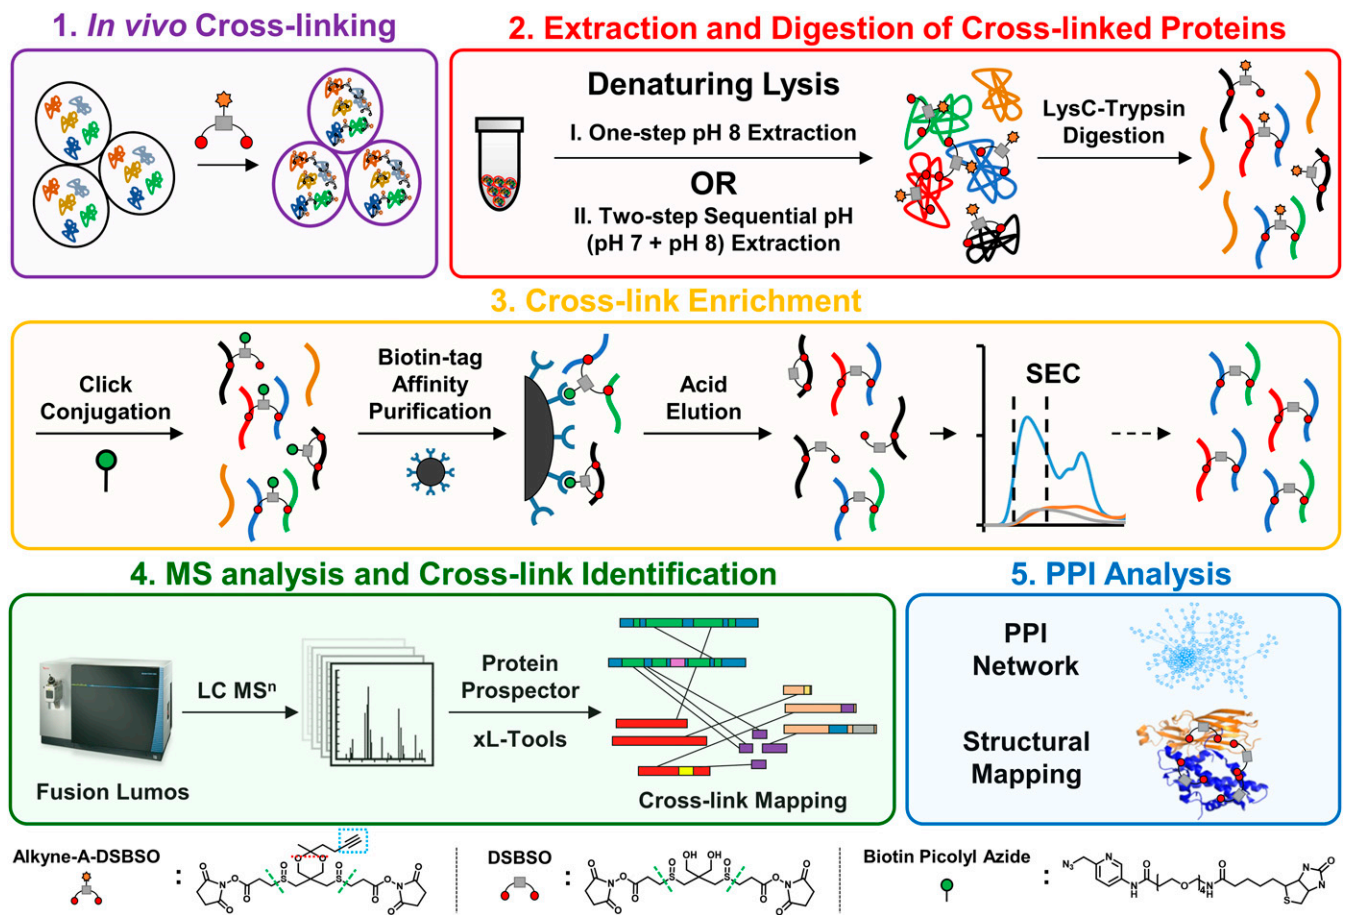 1. In vivo Cross-linking
2. Extraction and Digestion of Cross-linked Proteins
Denaturing Lysis
I. One-step pH 8 Extraction
OR
II. Two-step Sequential pH
(pH 7 + pH 8) Extraction
LysC-Trypsin
Digestion
3. Cross-link Enrichment
Click
Conjugation
Biotin-tag
Affinity
Purification
Acid
Elution
SEC
4. MS analysis and Cross-link Identification
LC MSⁿ
Fusion Lumos
Protein
Prospector
xL-Tools
Cross-link Mapping
5. PPI Analysis
PPI
Network
Structural
Mapping
Alkyne-A-DSBSO
:
O O
O
S
O
S
O
O
N
O
O
O
O
N
O
O
DSBSO
:
OH OH
O
S
O
S
O
O
N
O
O
O
O
N
O
O
Biotin Picolyl Azide
:
N₃
N
H
N
O
O
4
H
N
O
S
N
N
O